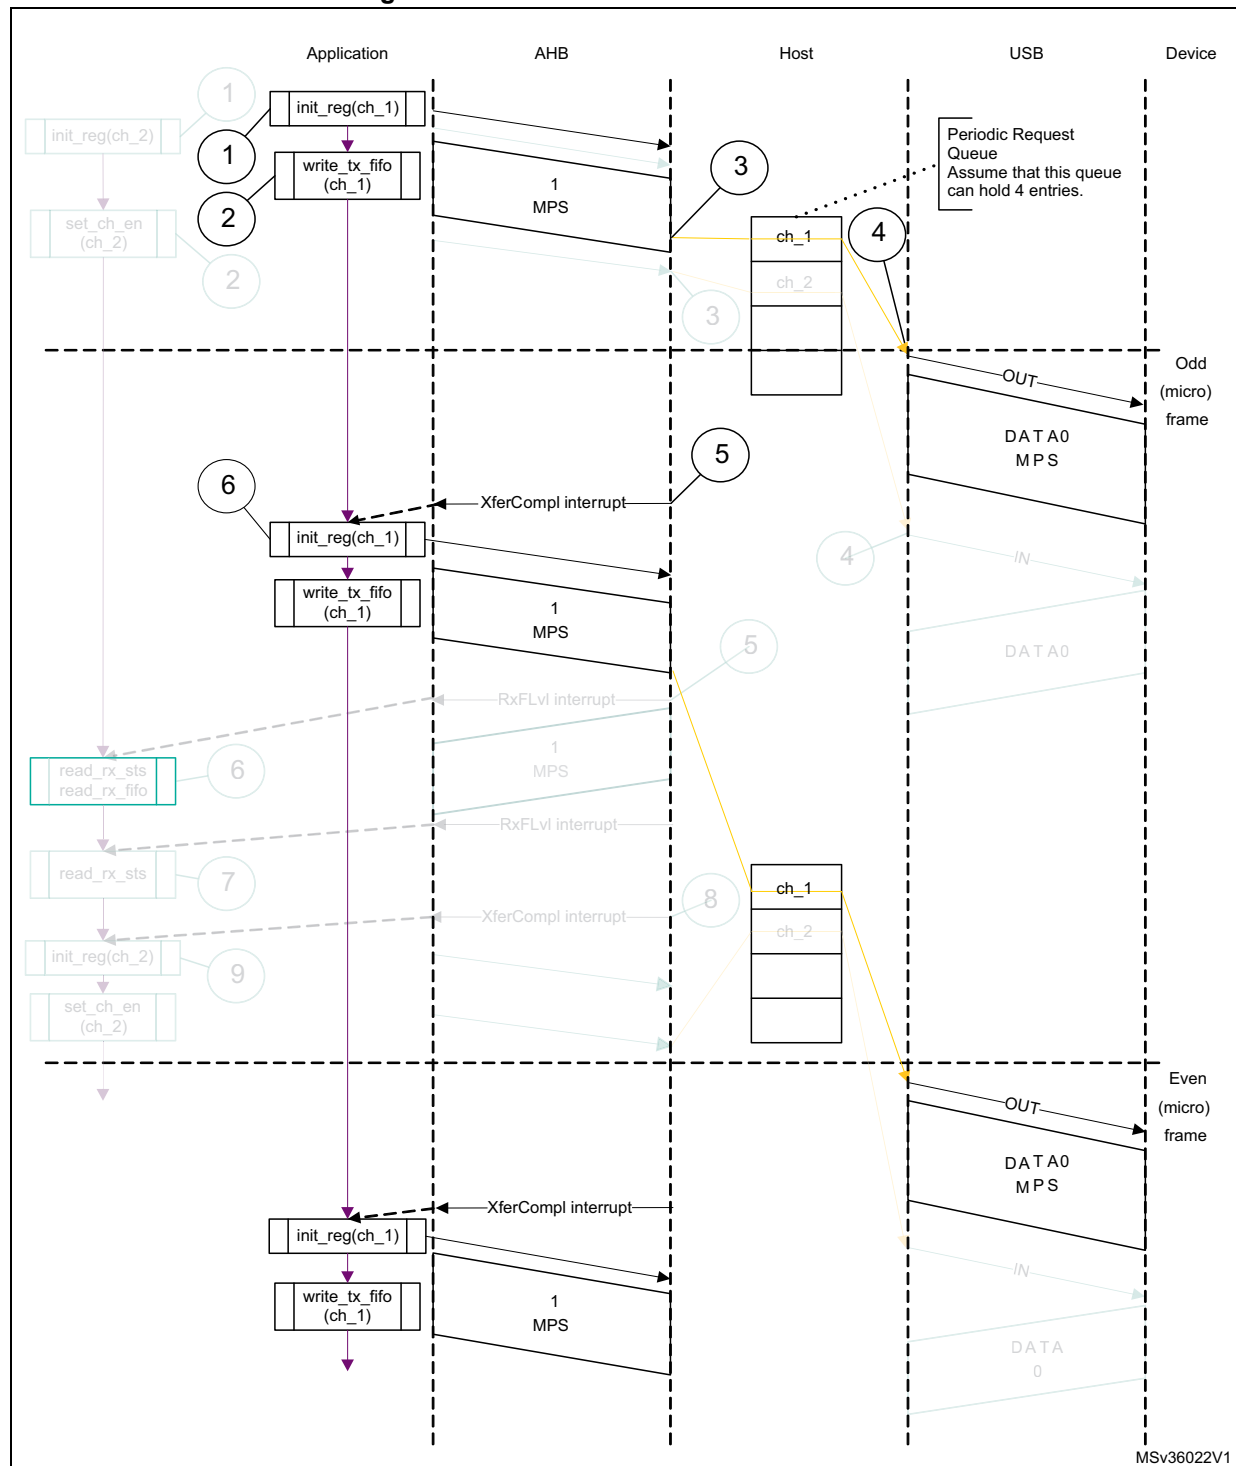 Application
AHB
Host
USB
Device
1
init_reg(ch_1)
init_reg(ch_2)
1
Periodic Request
Queue
Assume that this queue
can hold 4 entries.
write_tx_fifo
(ch_1)
1
MPS
3
2
set_ch_en
(ch_2)
ch_1
4
2
ch_2
3
Odd
(micro)
frame
OUT
DATA0
MPS
5
6
XferCompl interrupt
init_reg(ch_1)
4
IN
write_tx_fifo
(ch_1)
1
MPS
5
DATA0
RxFLvl interrupt
1
MPS
read_rx_sts
read_rx_fifo
6
RxFLvl interrupt
read_rx_sts
7
8
ch_1
XferCompl interrupt
ch_2
init_reg(ch_2)
9
set_ch_en
(ch_2)
Even
(micro)
frame
OUT
DATA0
MPS
XferCompl interrupt
init_reg(ch_1)
IN
write_tx_fifo
(ch_1)
1
MPS
DATA
0
MSv36022V1